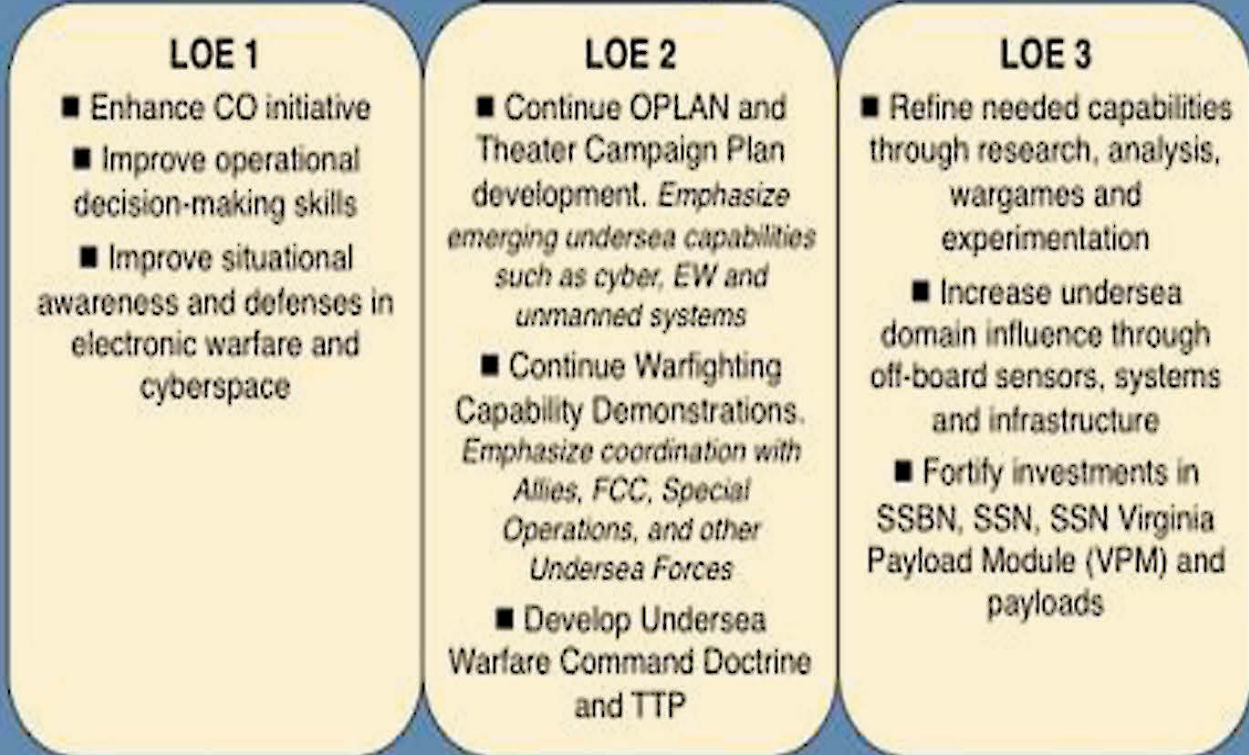 LOE 1
■ Enhance CO initiative
■ Improve operational
decision-making skills
■ Improve situational
awareness and defenses in
electronic warfare and
cyberspace
LOE 2
■ Continue OPLAN and
Theater Campaign Plan
development. Emphasize
emerging undersea capabilities
such as cyber, EW and
unmanned systems
■ Continue Warfighting
Capability Demonstrations.
Emphasize coordination with
Allies, FCC, Special
Operations, and other
Undersea Forces
■ Develop Undersea
Warfare Command Doctrine
and TTP
LOE 3
■ Refine needed capabilities
through research, analysis,
wargames and
experimentation
■ Increase undersea
domain influence through
off-board sensors, systems
and infrastructure
■ Fortify investments in
SSBN, SSN, SSN Virginia
Payload Module (VPM) and
payloads